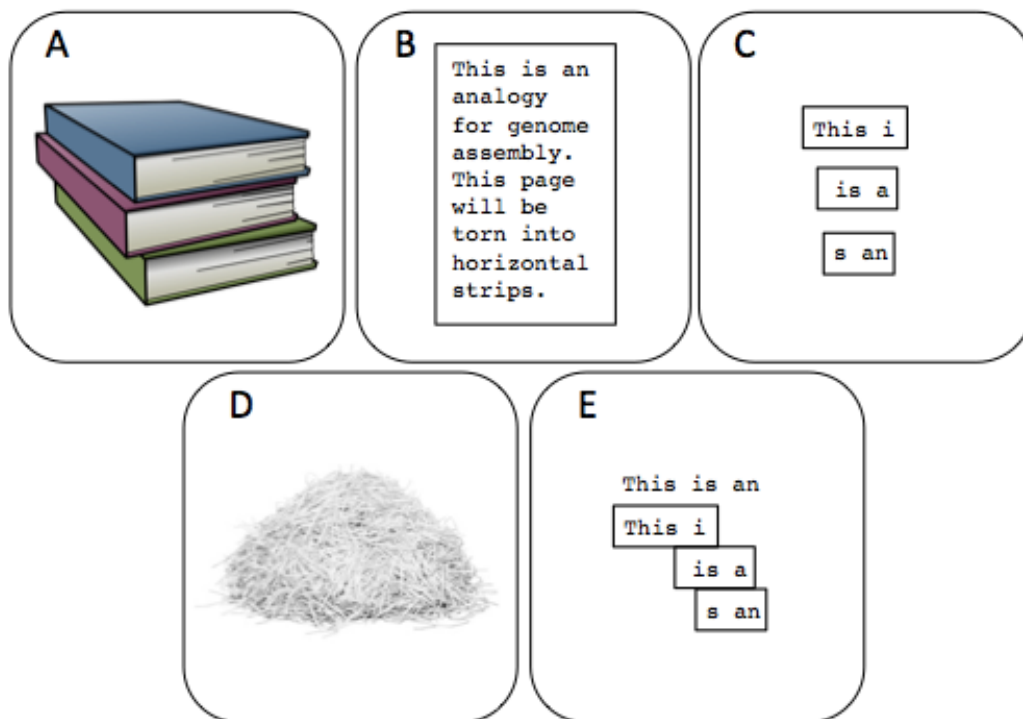 A
B
This is an
analogy
for genome
assembly.
This page
will be
torn into
horizontal
strips.
C
This i
is a
s an
D
E
This is an
This i
is a
s an